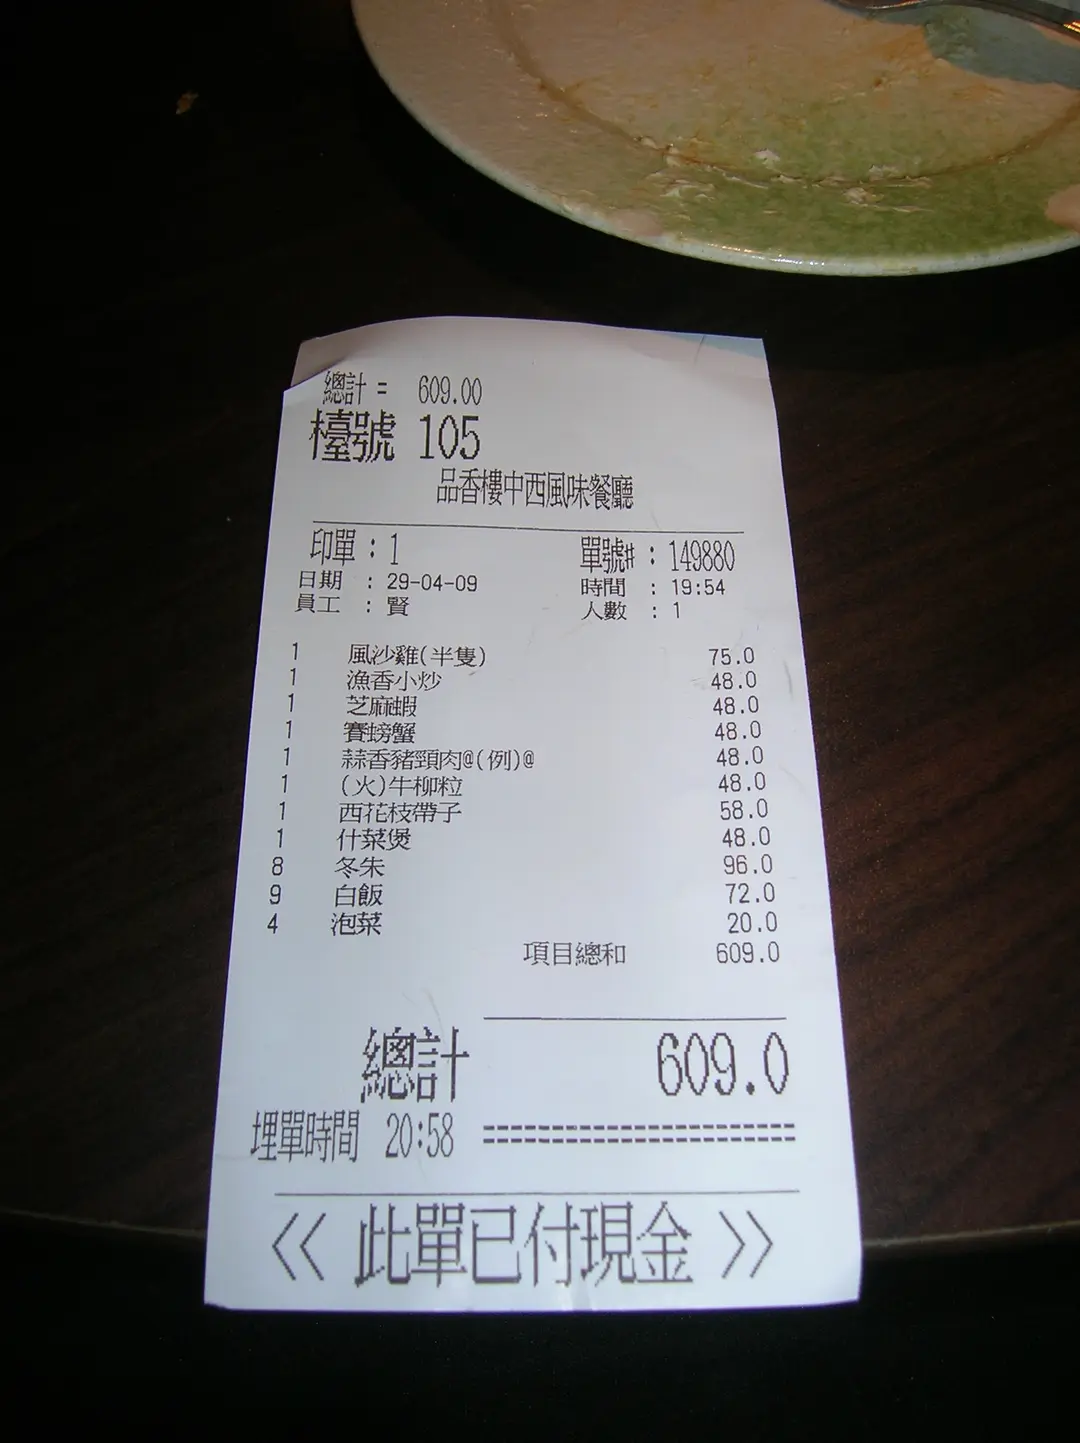 總計 = 609.00
檯號 105
品香樓中西風味餐廳
印單 : 1 單號# : 149880
日期 : 29-04-09 時間 : 19:54
員工 : 賢 人數 : 1
1 風沙雞(半隻) 75.0
1 漁香小炒 48.0
1 芝麻蝦 48.0
1 賽螃蟹 48.0
1 蒜香豬頸肉@(例)@ 48.0
1 (火)牛柳粒 48.0
1 西花枝帶子 58.0
1 什菜煲 48.0
8 冬朱 96.0
9 白飯 72.0
4 泡菜 20.0
項目總和 609.0
總計 609.0
埋單時間 20:58 ====================
<< 此單已付現金 >>